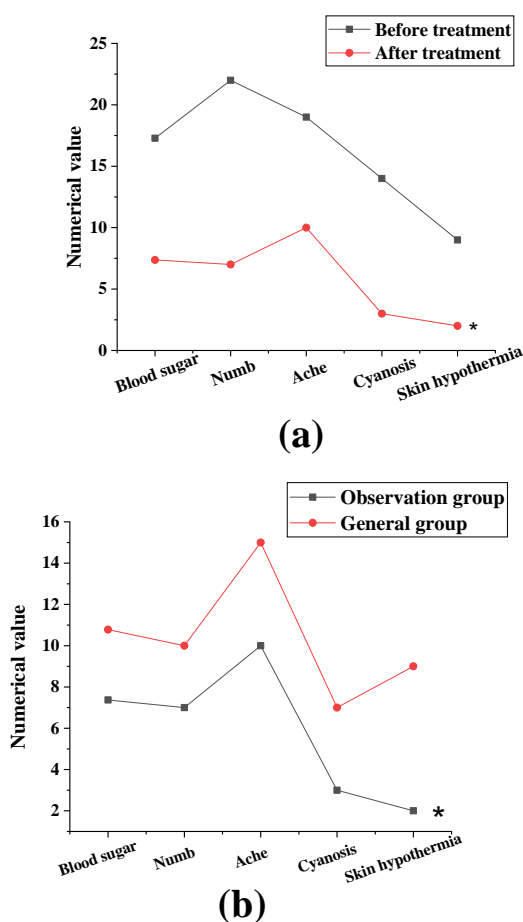 Before treatment
After treatment
25
20
15
10
5
0
Numerical value
Blood sugar
Numb
Ache
Cyanosis
Skin hypothermia
*
(a)
Observation group
General group
16
14
12
10
8
6
4
2
Numerical value
Blood sugar
Numb
Ache
Cyanosis
Skin hypothermia
*
(b)